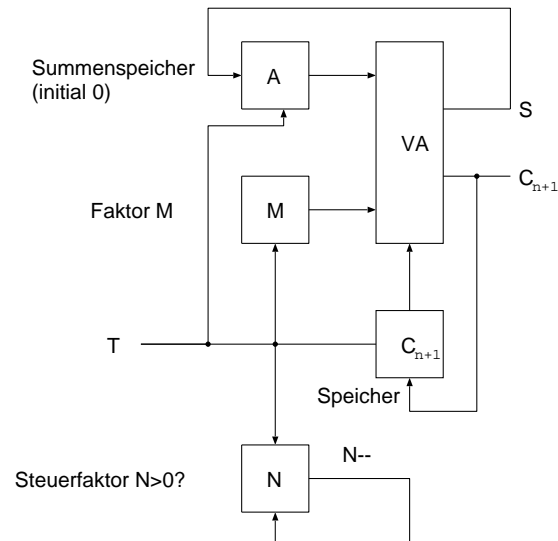 Summenspeicher
(initial 0)
A
VA
S
C n+1
Faktor M
M
T
C n+1
Speicher
N--
Steuerfaktor N>0?
N